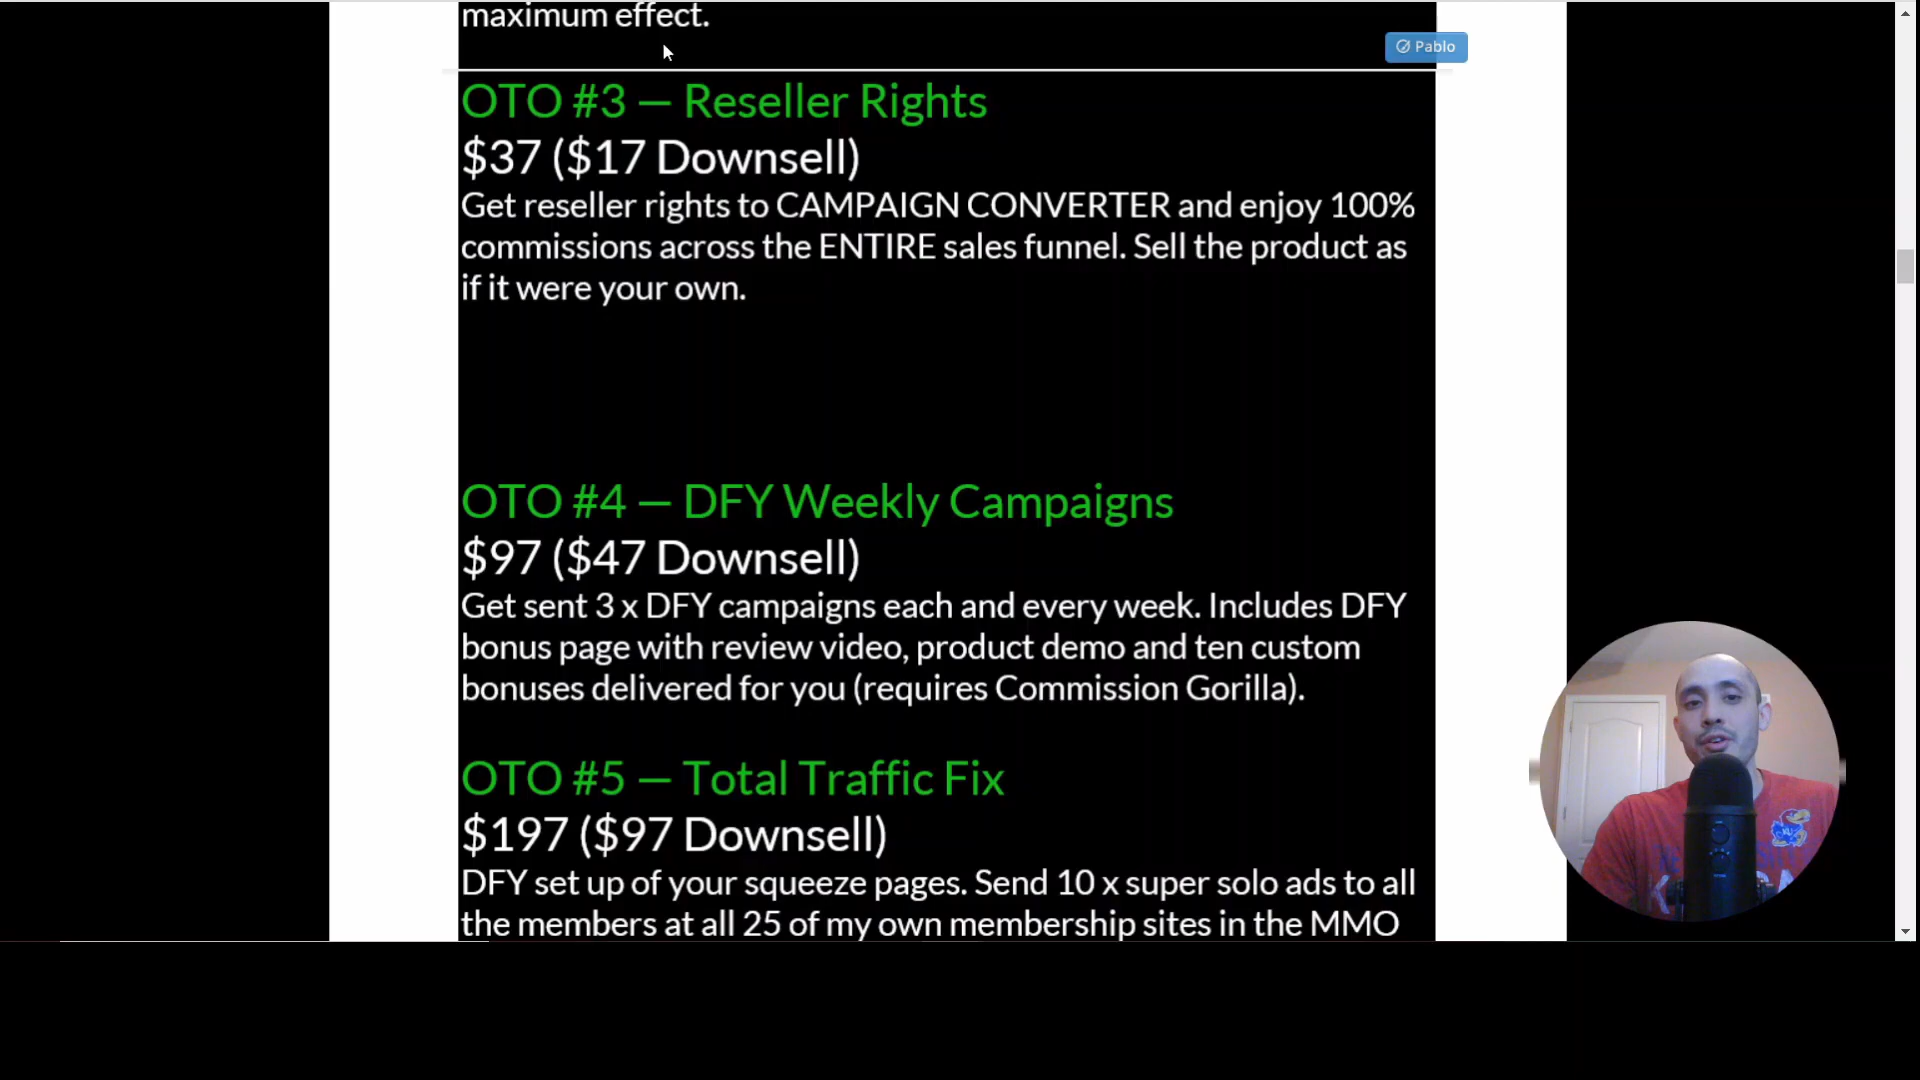 maximum effect.
Pablo
OTO #3 — Reseller Rights
$37 ($17 Downsell)
Get reseller rights to CAMPAIGN CONVERTER and enjoy 100%
commissions across the ENTIRE sales funnel. Sell the product as
if it were your own.
OTO #4 — DFY Weekly Campaigns
$97 ($47 Downsell)
Get sent 3 x DFY campaigns each and every week. Includes DFY
bonus page with review video, product demo and ten custom
bonuses delivered for you (requires Commission Gorilla).
OTO #5 — Total Traffic Fix
$197 ($97 Downsell)
DFY set up of your squeeze pages. Send 10 x super solo ads to all
the members at all 25 of my own membership sites in the MMO